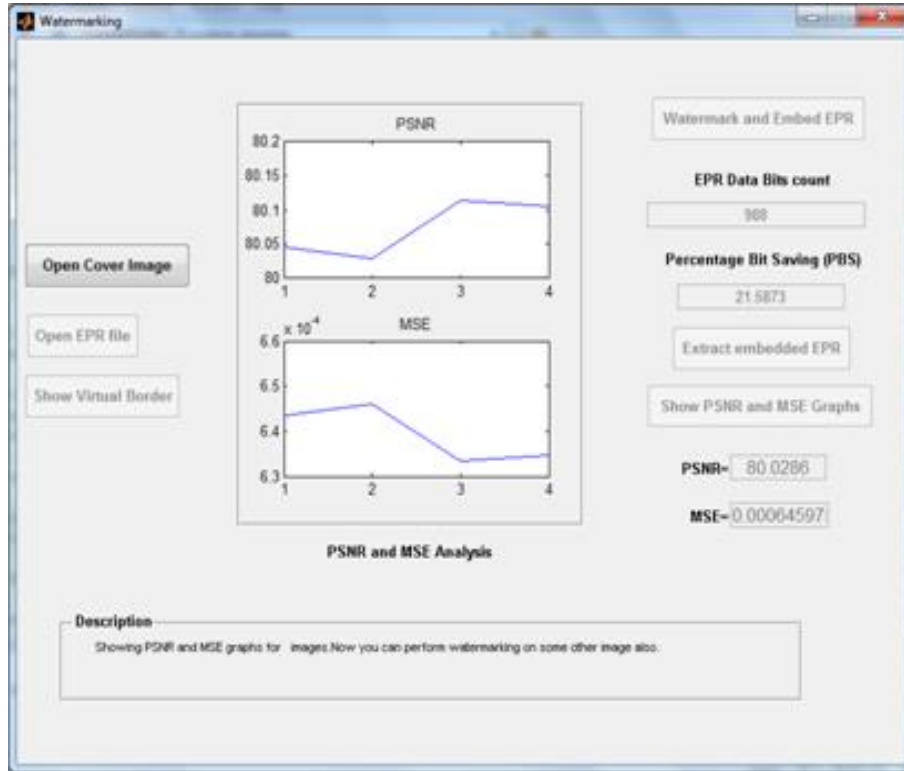 Watermarking
Open Cover Image
Open EPR file
Show Virtual Border
PSNR
80.2
80.15
80.1
80.05
80
1 2 3 4
x 10-4
MSE
6.6
6.5
6.4
6.3
1 2 3 4
PSNR and MSE Analysis
Watermark and Embed EPR
EPR Data Bits count
988
Percentage Bit Saving (PBS)
21.5873
Extract embedded EPR
Show PSNR and MSE Graphs
PSNR= 80.0286
MSE= 0.00064597
Description
Showing PSNR and MSE graphs for images.Now you can perform watermarking on some other image also.